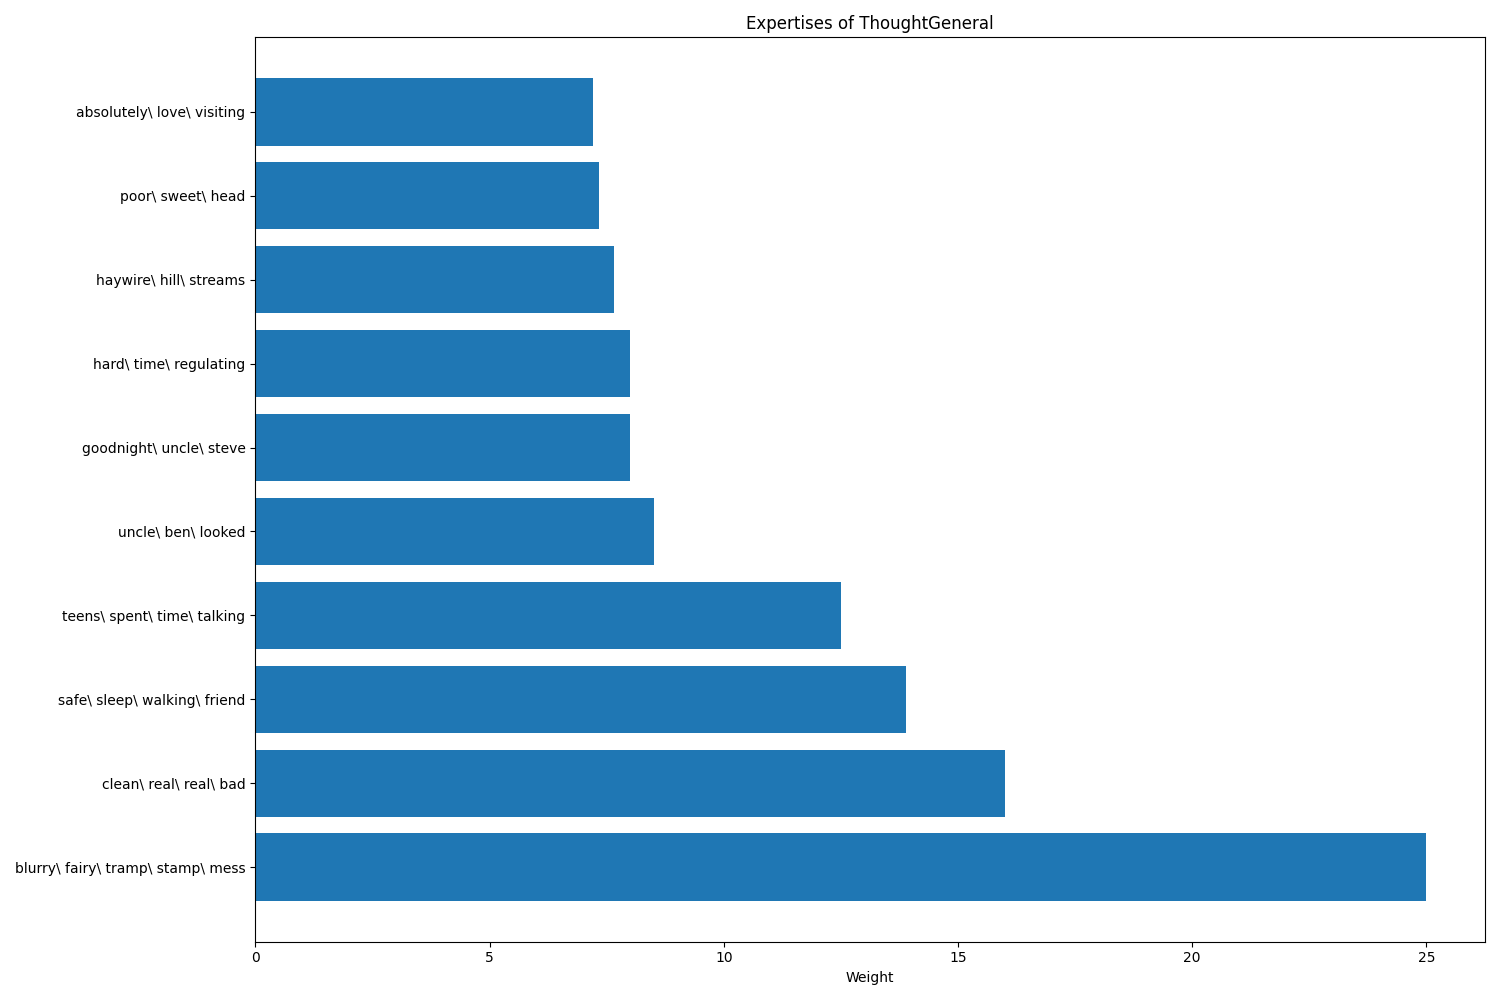 Expertises of ThoughtGeneral
absolutely\ love\ visiting
poor\ sweet\ head
haywire\ hill\ streams
hard\ time\ regulating
goodnight\ uncle\ steve
uncle\ ben\ looked
teens\ spent\ time\ talking
safe\ sleep\ walking\ friend
clean\ real\ real\ bad
blurry\ fairy\ tramp\ stamp\ mess
0 5 10 15 20 25
Weight